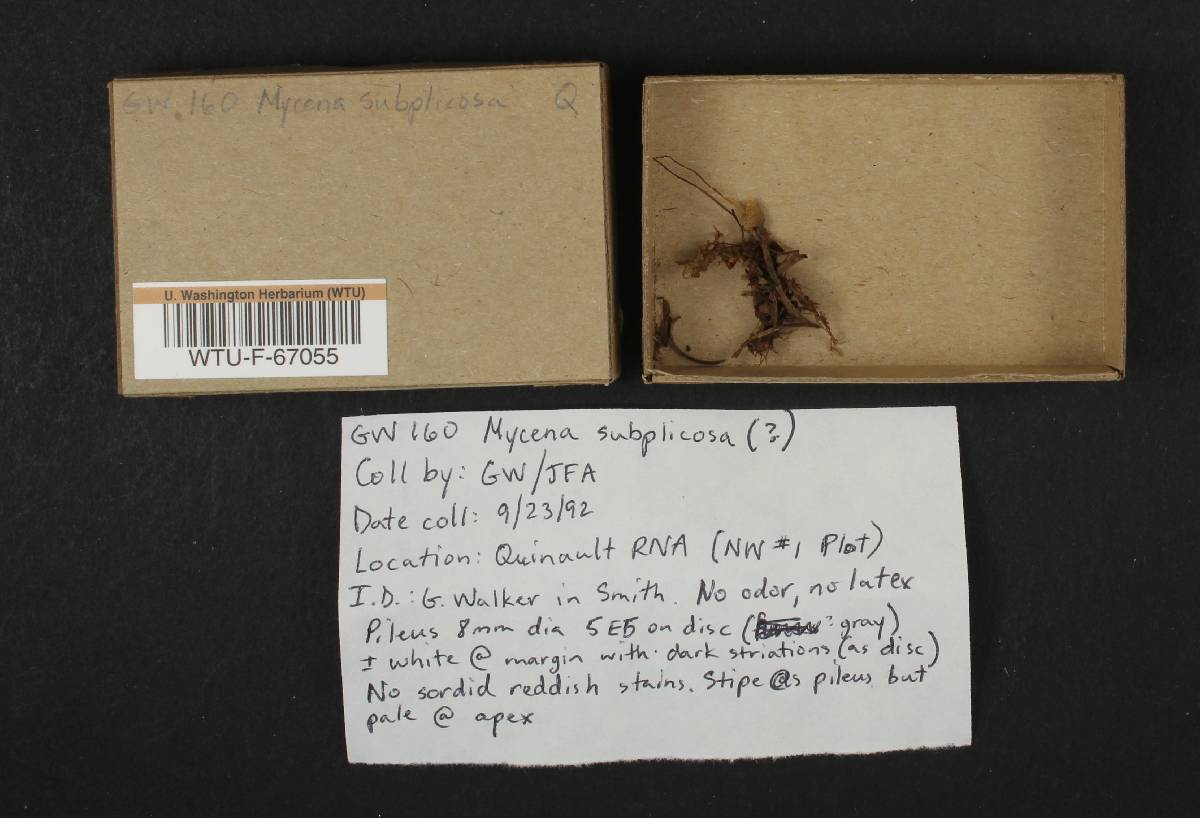 GW 160 Mycena subplicosa Q
U. Washington Herbarium (WTU)
WTU-F-67055
GW 160 Mycena subplicosa (?)
Coll by: GW/JFA
Date coll: 9/23/92
Location: Quinault RNA (NW #1 Plot)
I.D.: G. Walker in Smith. No odor, no latex
Pileus 8mm dia 5E5 on disc ( : gray)
± white @ margin with dark striations (as disc)
No sordid reddish stains. Stipe as pileus but
pale @ apex